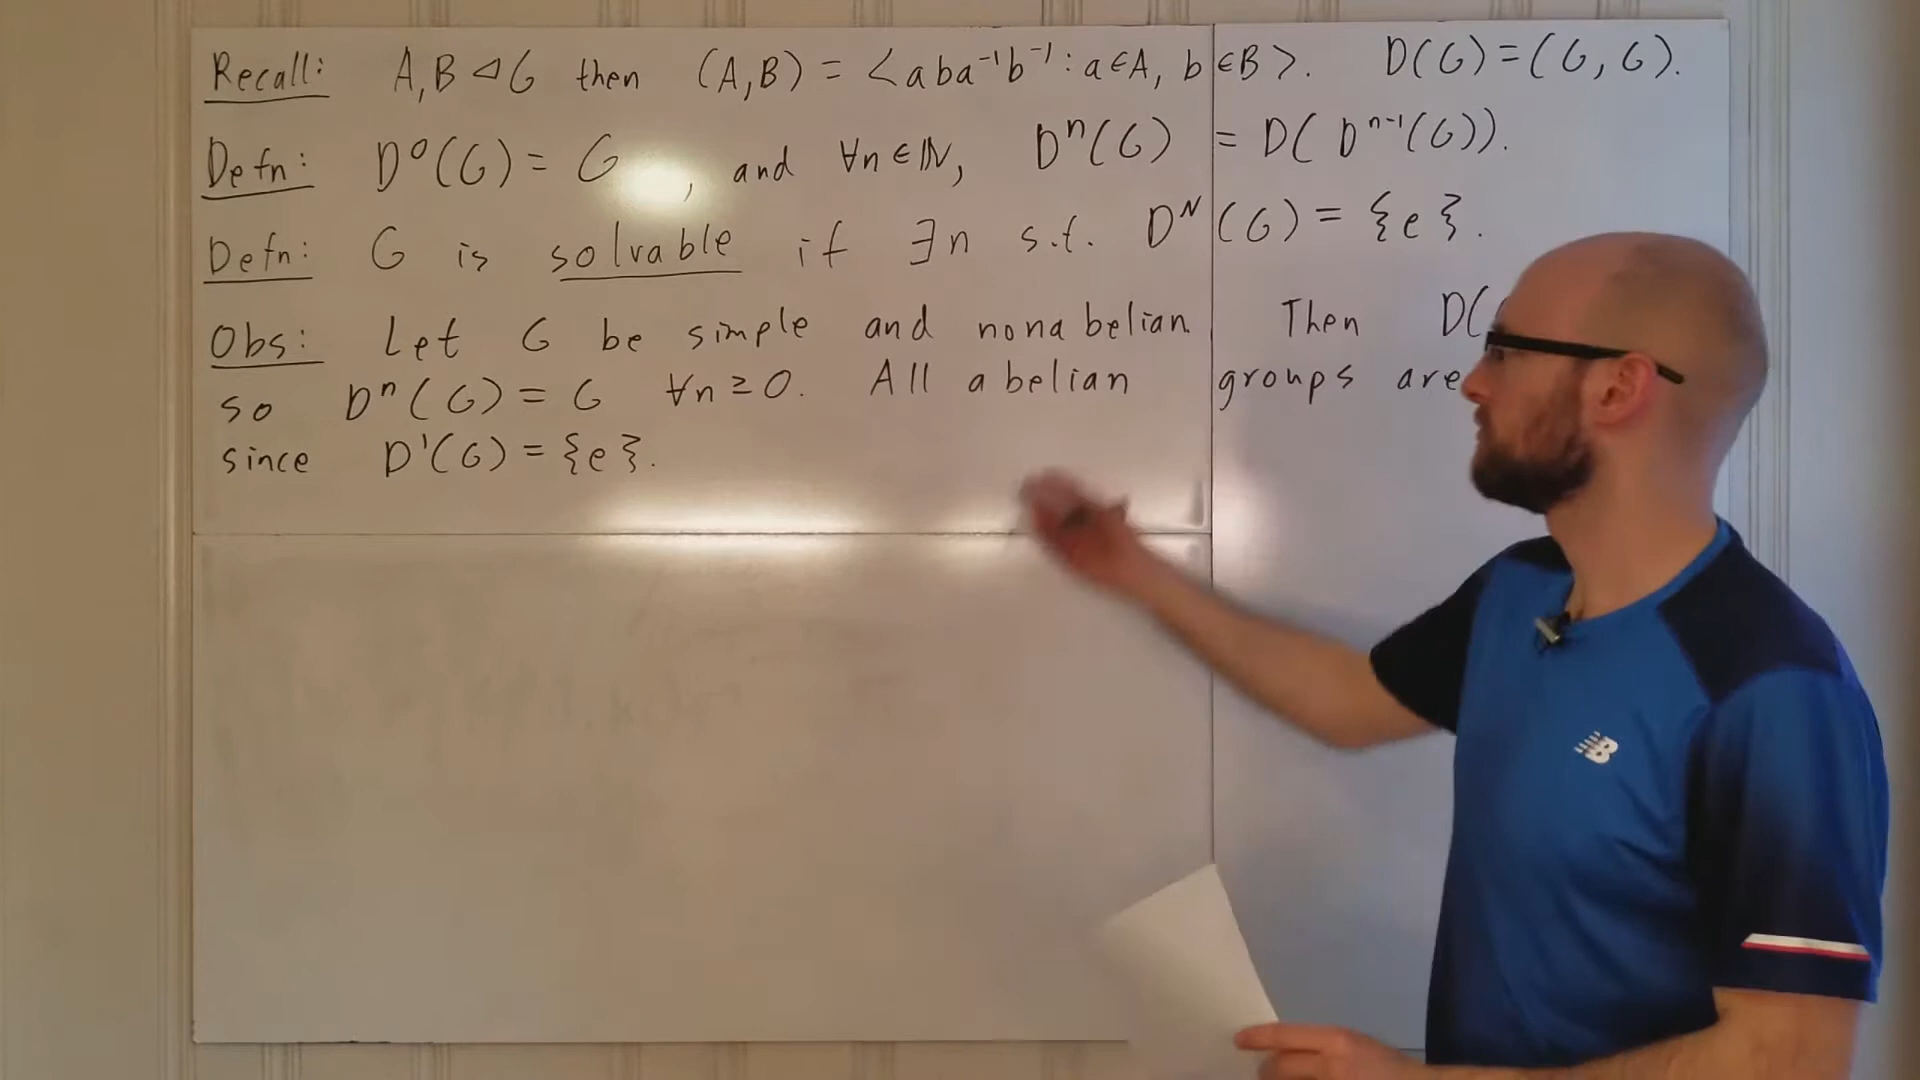 Recall: A,B ⊲ G then (A,B) = <aba⁻¹b⁻¹: a∈A, b∈B>. D(G)=(G,G).
Defn: D⁰(G) = G, and ∀n∈ℕ, Dⁿ(G) = D(Dⁿ⁻¹(G)).
Defn: G is solvable if ∃n s.t. Dᴺ(G) = {e}.
Obs: Let G be simple and nonabelian Then D(
so Dⁿ(G) = G ∀n≥0. All abelian groups are
since D'(G) = {e}.